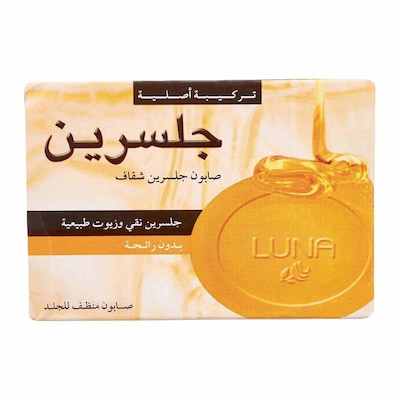 تركيبة أصلية
جلسرين
صابون جلسرين شفاف
جلسرين نقي وزيوت طبيعية
بدون رائحة
LUNA
صابون منظف للجلد